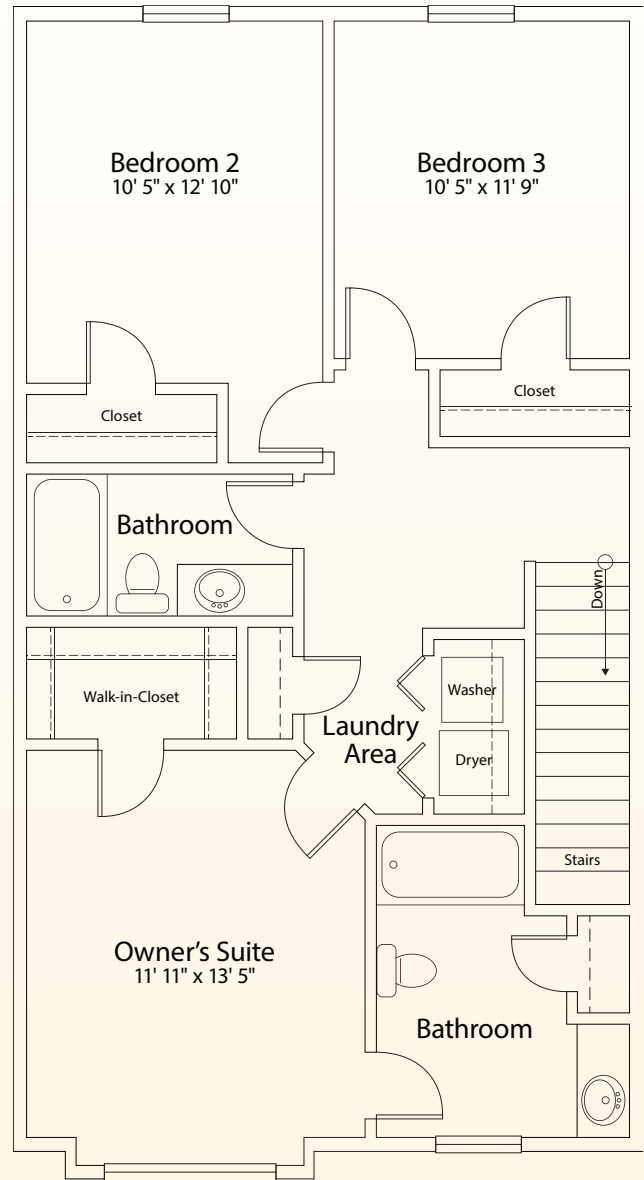 Bedroom 2
10' 5" x 12' 10"
Bedroom 3
10' 5" x 11' 9"
Closet
Closet
Bathroom
Down
Walk-in-Closet
Washer
Laundry
Area
Dryer
Stairs
Owner's Suite
11' 11" x 13' 5"
Bathroom